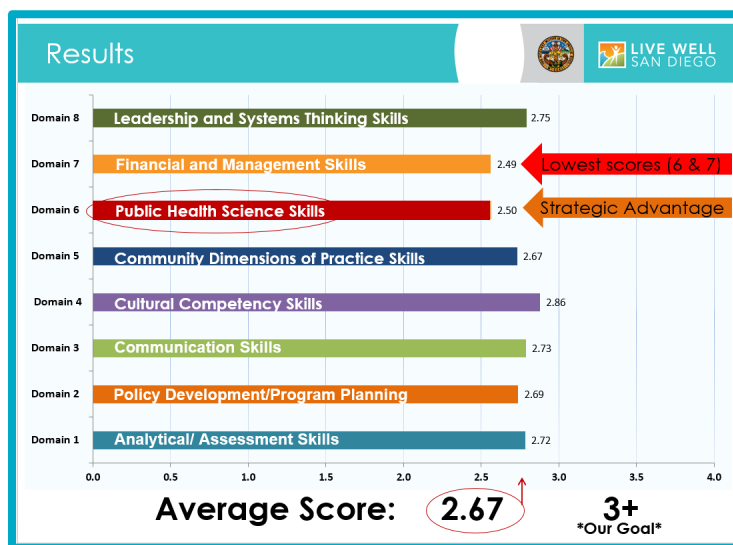 Results
LIVE WELL
SAN DIEGO
Domain 8
Leadership and Systems Thinking Skills
2.75
Domain 7
Financial and Management Skills
2.49
Lowest scores (6 & 7)
Domain 6
Public Health Science Skills
2.50
Strategic Advantage
Domain 5
Community Dimensions of Practice Skills
2.67
Domain 4
Cultural Competency Skills
2.86
Domain 3
Communication Skills
2.73
Domain 2
Policy Development/Program Planning
2.69
Domain 1
Analytical/ Assessment Skills
2.72
0.0 0.5 1.0 1.5 2.0 2.5 3.0 3.5 4.0
Average Score: 2.67 3+
*Our Goal*